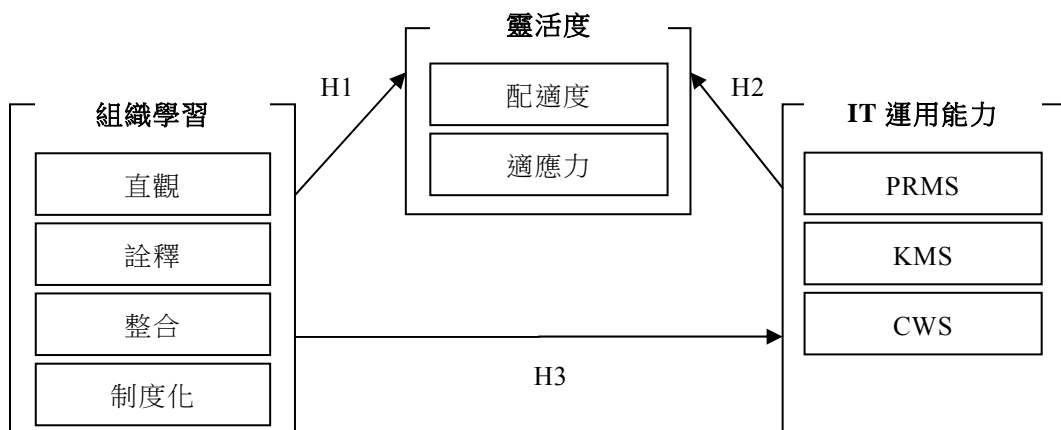 靈活度
配適度
適應力
H1
H2
組織學習
直觀
詮釋
整合
制度化
IT 運用能力
PRMS
KMS
CWS
H3